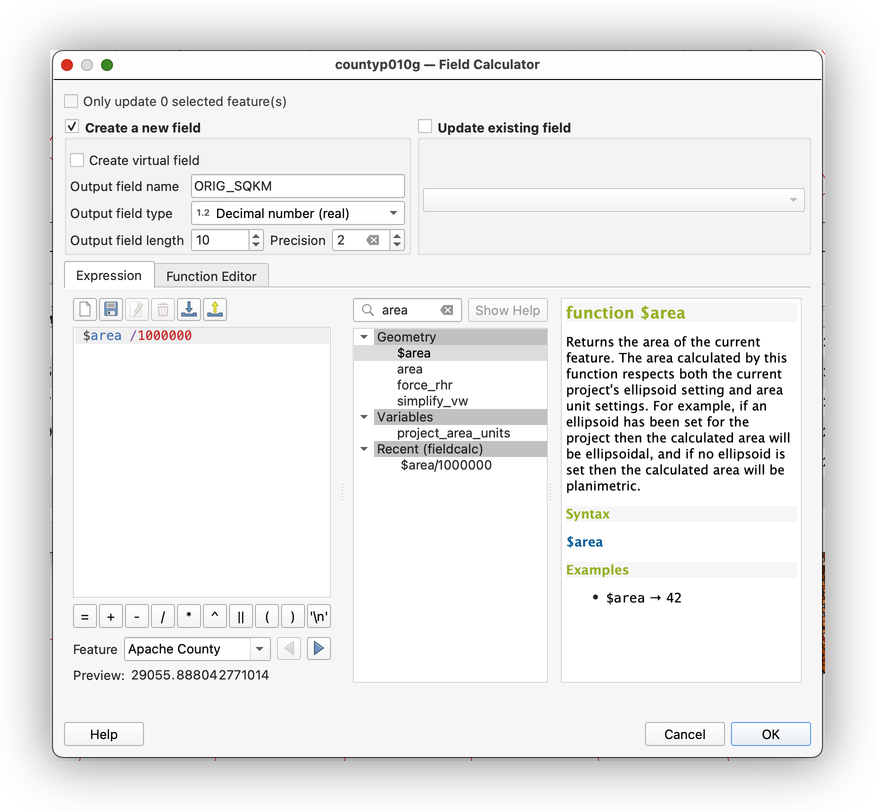 countyp010g — Field Calculator
Only update 0 selected feature(s)
Create a new field
Update existing field
Create virtual field
Output field name ORIG_SQKM
Output field type 1.2 Decimal number (real)
Output field length 10 Precision 2
Expression Function Editor
$area /1000000
area Show Help
Geometry
$area
area
force_rhr
simplify_vw
Variables
project_area_units
Recent (fieldcalc)
$area/1000000
function $area
Returns the area of the current
feature. The area calculated by this
function respects both the current
project's ellipsoid setting and area
unit settings. For example, if an
ellipsoid has been set for the
project then the calculated area will
be ellipsoidal, and if no ellipsoid is
set then the calculated area will be
planimetric.
Syntax
$area
Examples
• $area → 42
= + - / * ^ || ( ) '\n'
Feature Apache County
Preview: 29055.888042771014
Help Cancel OK